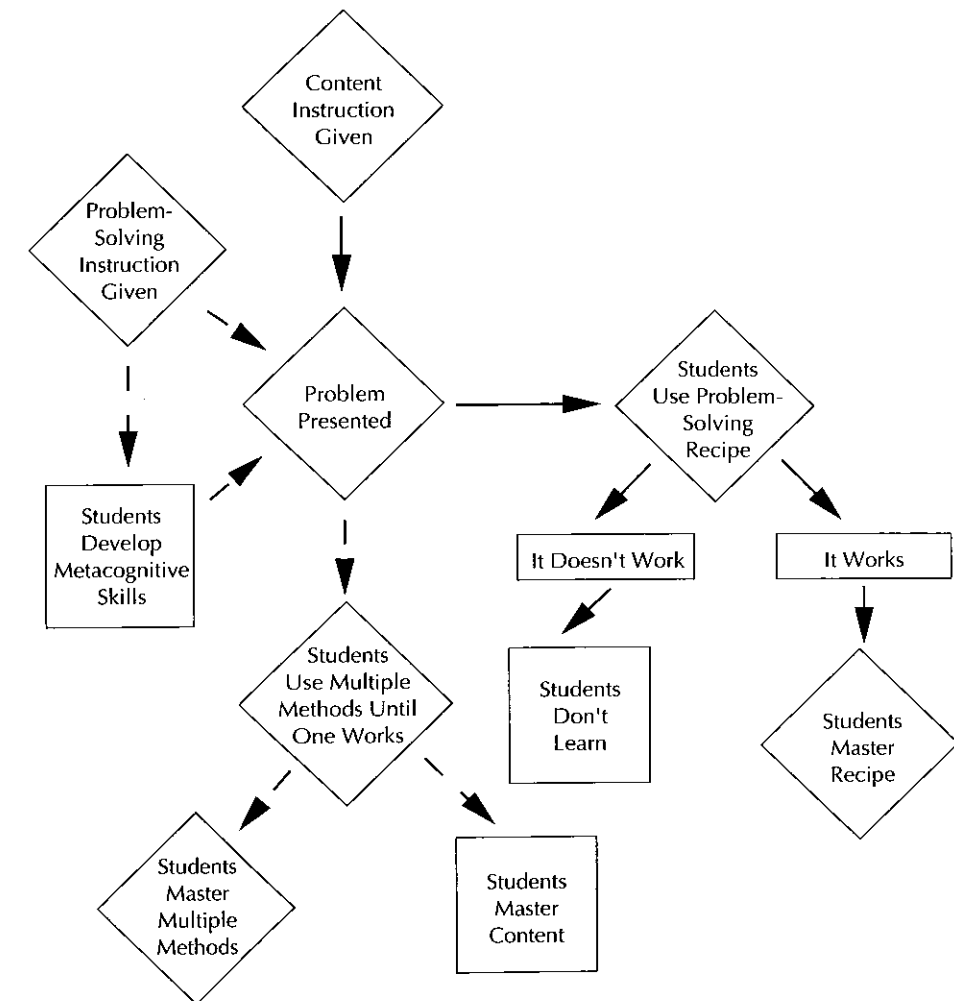 Content
Instruction
Given
Problem-
Solving
Instruction
Given
Problem
Presented
Students
Use Problem-
Solving
Recipe
Students
Develop
Metacognitive
Skills
It Doesn't Work
It Works
Students
Use Multiple
Methods Until
One Works
Students
Don't
Learn
Students
Master
Recipe
Students
Master
Multiple
Methods
Students
Master
Content